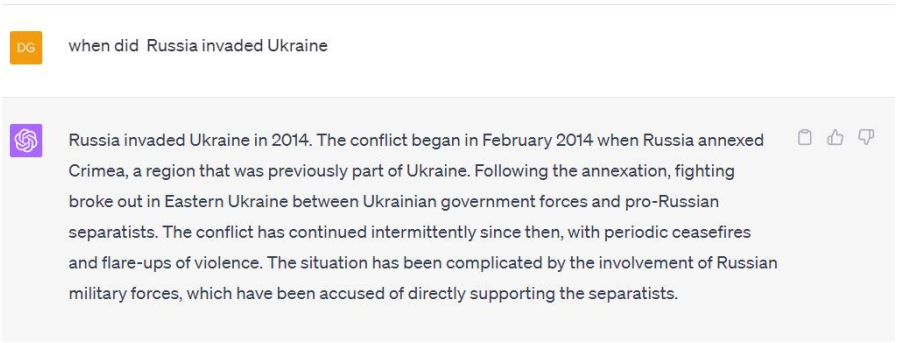 DG
when did Russia invaded Ukraine
Russia invaded Ukraine in 2014. The conflict began in February 2014 when Russia annexed
Crimea, a region that was previously part of Ukraine. Following the annexation, fighting
broke out in Eastern Ukraine between Ukrainian government forces and pro-Russian
separatists. The conflict has continued intermittently since then, with periodic ceasefires
and flare-ups of violence. The situation has been complicated by the involvement of Russian
military forces, which have been accused of directly supporting the separatists.